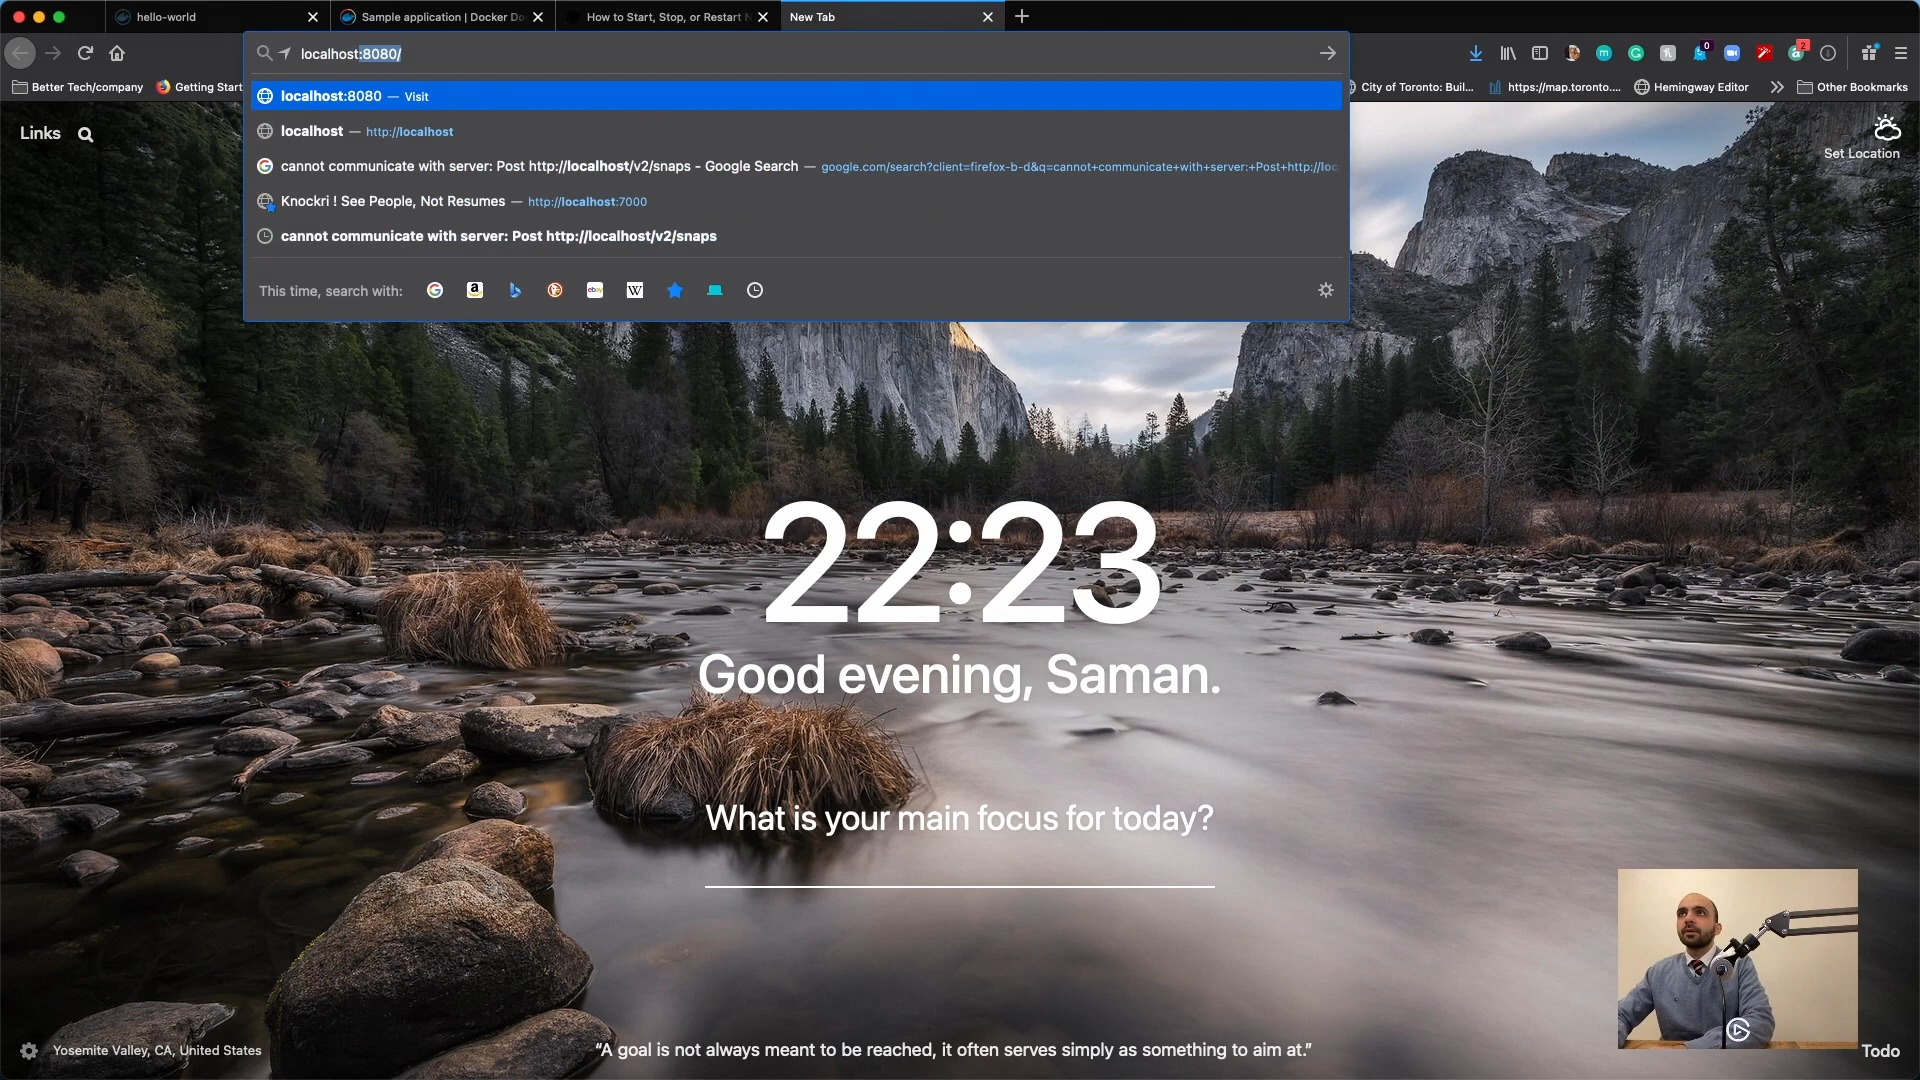 hello-world
Sample application | Docker Do
How to Start, Stop, or Restart N
New Tab
localhost:8080/
Better Tech/company
Getting Start
City of Toronto: Buil...
https://map.toronto....
Hemingway Editor
Other Bookmarks
localhost:8080 — Visit
localhost — http://localhost
cannot communicate with server: Post http://localhost/v2/snaps - Google Search — google.com/search?client=firefox-b-d&q=cannot+communicate+with+server:+Post+http://loc
Knockri ! See People, Not Resumes — http://localhost:7000
cannot communicate with server: Post http://localhost/v2/snaps
This time, search with:
Links
Set Location
22:23
Good evening, Saman.
What is your main focus for today?
Yosemite Valley, CA, United States
“A goal is not always meant to be reached, it often serves simply as something to aim at.”
Todo
0
2